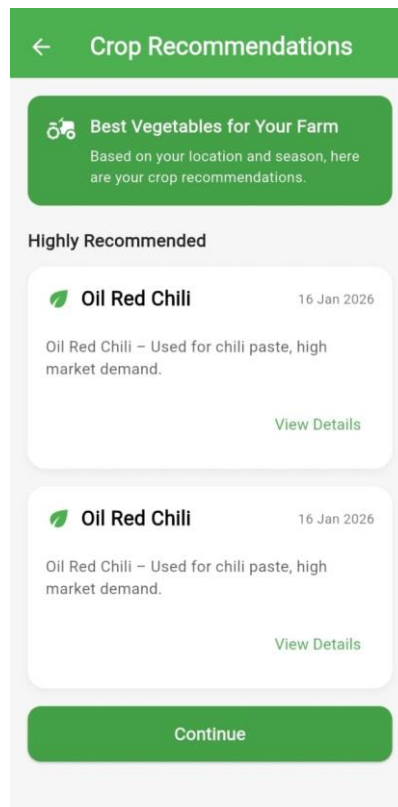 Crop Recommendations
Best Vegetables for Your Farm
Based on your location and season, here
are your crop recommendations.
Highly Recommended
Oil Red Chili
16 Jan 2026
Oil Red Chili – Used for chili paste, high
market demand.
View Details
Oil Red Chili
16 Jan 2026
Oil Red Chili – Used for chili paste, high
market demand.
View Details
Continue